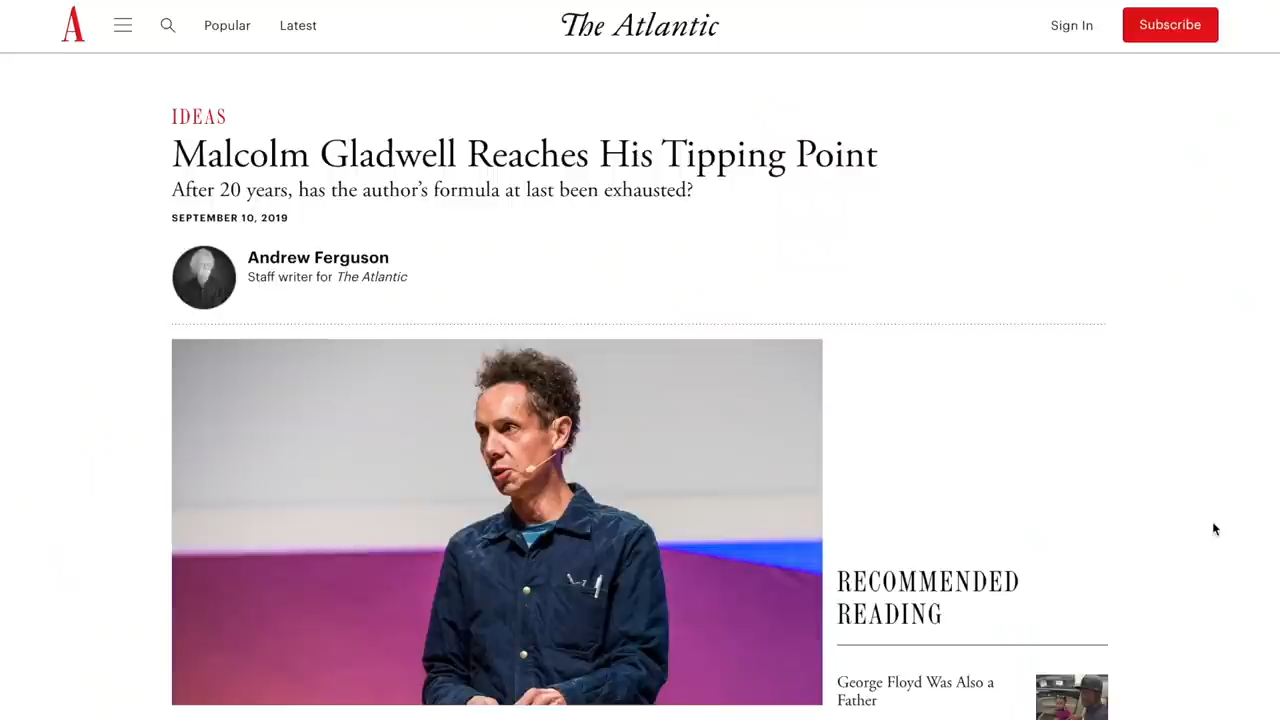 A
Popular
Latest
The Atlantic
Sign In
Subscribe
IDEAS
Malcolm Gladwell Reaches His Tipping Point
After 20 years, has the author's formula at last been exhausted?
SEPTEMBER 10, 2019
Andrew Ferguson
Staff writer for The Atlantic
RECOMMENDED
READING
George Floyd Was Also a
Father